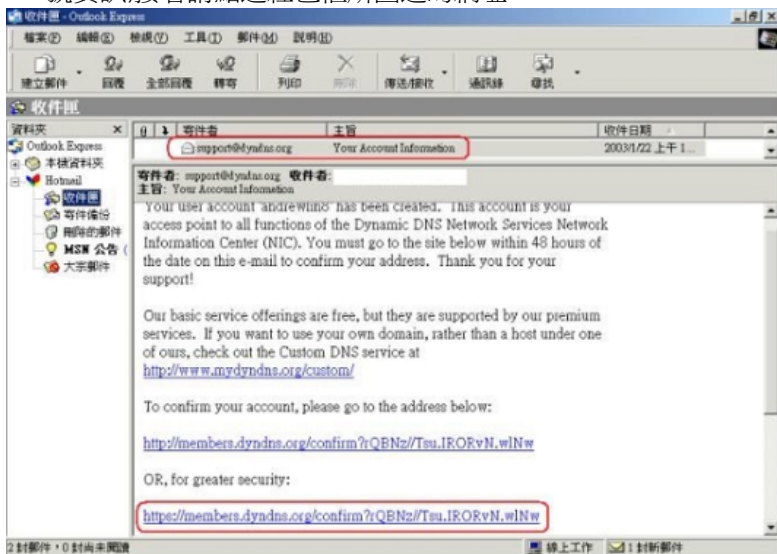 收件匣 - Outlook Express
檔案(F) 編輯(E) 檢視(V) 工具(T) 郵件(M) 說明(H)
建立郵件 回覆 全部回覆 轉寄 列印 刪除 傳送/接收 通訊錄 尋找
收件匣
資料夾
Outlook Express
本機資料夾
Hotmail
收件匣
寄件備份
刪除的郵件
MSN 公告 (
大宗郵件
寄件者 主旨 收件日期
support@dyndns.org Your Account Information 2003/1/22 上午 1...
寄件者: support@dyndns.org 收件者:
主旨: Your Account Information
Your user account 'andrewlino' has been created. This account is your
access point to all functions of the Dynamic DNS Network Services Network
Information Center (NIC). You must go to the site below within 48 hours of
the date on this e-mail to confirm your address. Thank you for your
support!
Our basic service offerings are free, but they are supported by our premium
services. If you want to use your own domain, rather than a host under one
of ours, check out the Custom DNS service at
http://www.mydyndns.org/custom/
To confirm your account, please go to the address below:
http://members.dyndns.org/confirm?rQBNz//Tsu.IRORvN.wlNw
OR, for greater security:
https://members.dyndns.org/confirm?rQBNz//Tsu.IRORvN.wlNw
2 封郵件，0 封尚未閱讀 線上工作 1 封新郵件